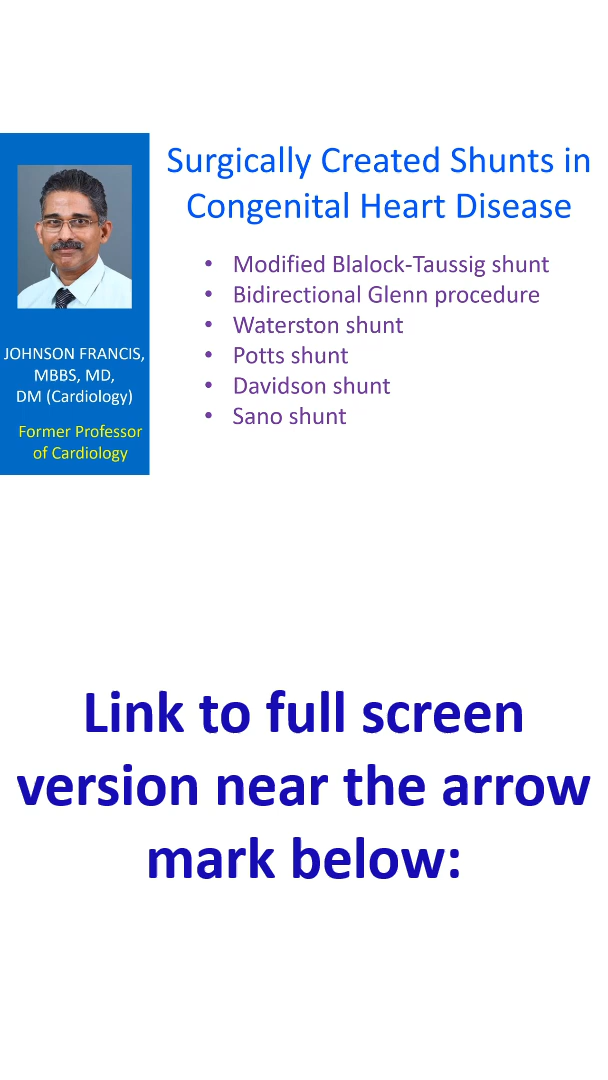 Surgically Created Shunts in
Congenital Heart Disease
• Modified Blalock-Taussig shunt
• Bidirectional Glenn procedure
• Waterston shunt
• Potts shunt
• Davidson shunt
• Sano shunt
JOHNSON FRANCIS,
MBBS, MD,
DM (Cardiology)
Former Professor
of Cardiology
Link to full screen
version near the arrow
mark below: